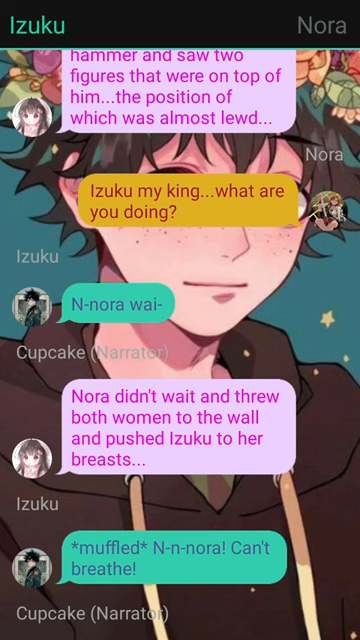 Izuku
Nora
hammer and saw two
figures that were on top of
him...the position of
which was almost lewd...
Nora
Izuku my king...what are
you doing?
Izuku
N-nora wai-
Cupcake (Narrator)
Nora didn't wait and threw
both women to the wall
and pushed Izuku to her
breasts...
Izuku
*muffled* N-n-nora! Can't
breathe!
Cupcake (Narrator)